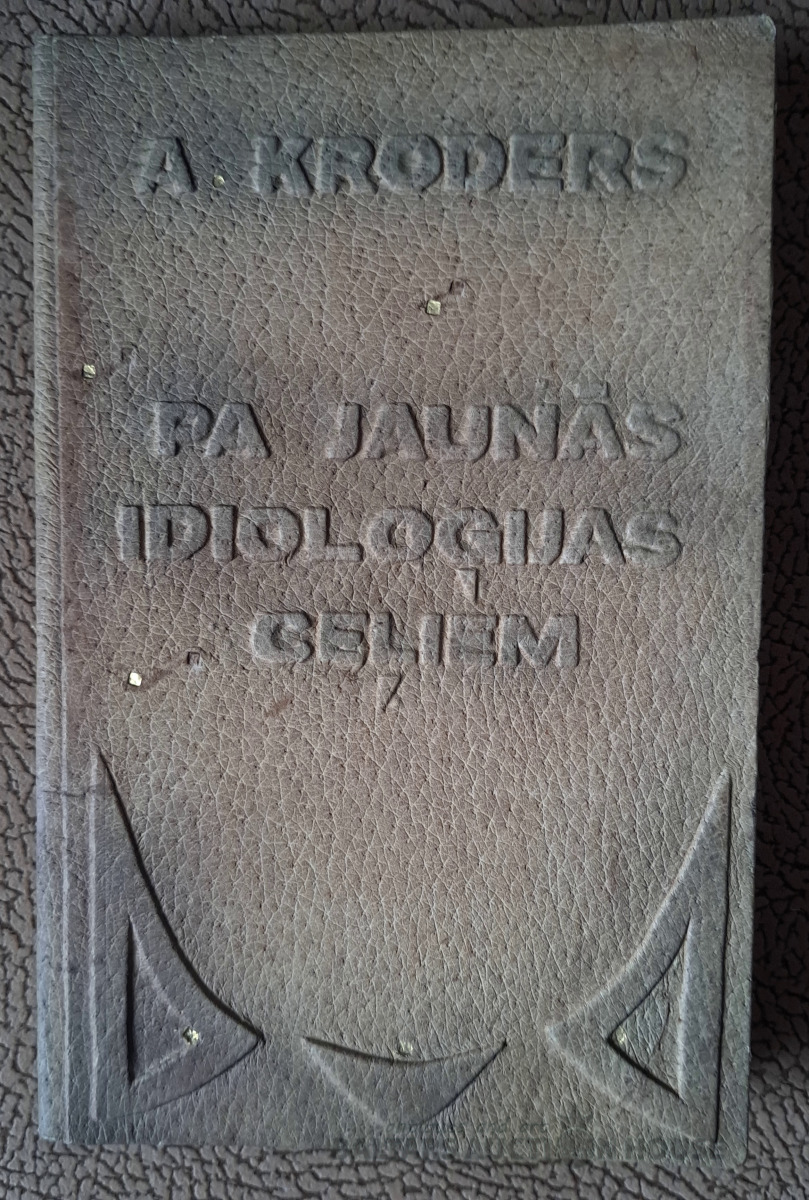 A. KRODERS
PA JAUNĀS
IDIOLOĢIJAS
CEĻIEM